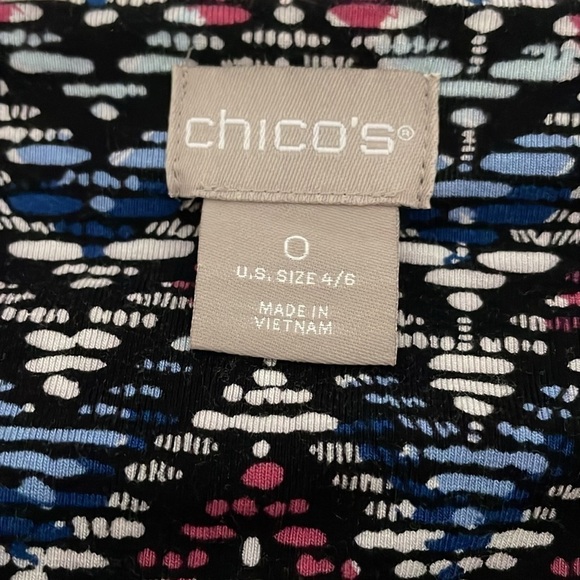 chico's®
0
U.S. SIZE 4/6
MADE IN
VIETNAM